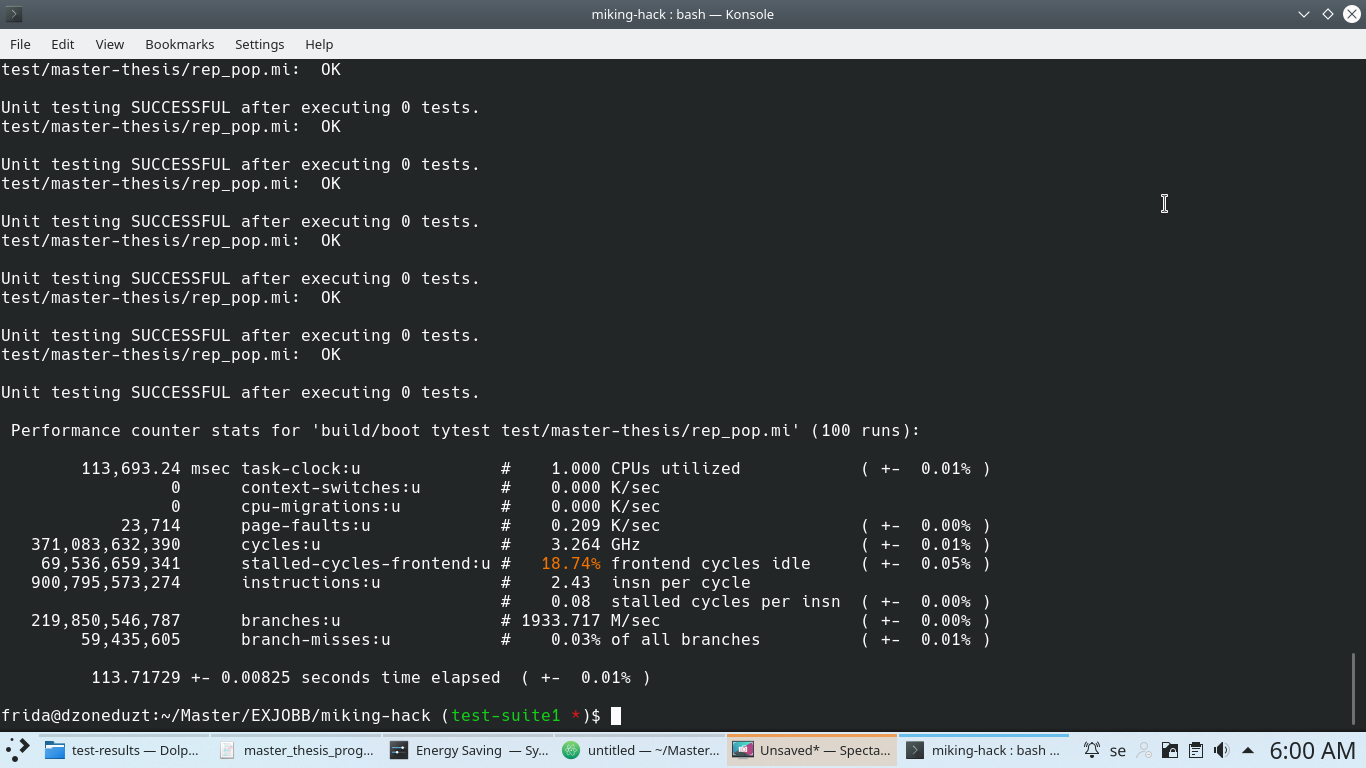 miking-hack : bash — Konsole
File Edit View Bookmarks Settings Help
test/master-thesis/rep_pop.mi:  OK
Unit testing SUCCESSFUL after executing 0 tests.
test/master-thesis/rep_pop.mi:  OK
Unit testing SUCCESSFUL after executing 0 tests.
test/master-thesis/rep_pop.mi:  OK
Unit testing SUCCESSFUL after executing 0 tests.
test/master-thesis/rep_pop.mi:  OK
Unit testing SUCCESSFUL after executing 0 tests.
test/master-thesis/rep_pop.mi:  OK
Unit testing SUCCESSFUL after executing 0 tests.
test/master-thesis/rep_pop.mi:  OK
Unit testing SUCCESSFUL after executing 0 tests.
 Performance counter stats for 'build/boot tytest test/master-thesis/rep_pop.mi' (100 runs):
        113,693.24 msec task-clock:u              #    1.000 CPUs utilized            ( +-  0.01% )
                 0      context-switches:u        #    0.000 K/sec
                 0      cpu-migrations:u          #    0.000 K/sec
            23,714      page-faults:u             #    0.209 K/sec                    ( +-  0.00% )
   371,083,632,390      cycles:u                  #    3.264 GHz                      ( +-  0.01% )
    69,536,659,341      stalled-cycles-frontend:u #   18.74% frontend cycles idle     ( +-  0.05% )
   900,795,573,274      instructions:u            #    2.43  insn per cycle
                                                  #    0.08  stalled cycles per insn  ( +-  0.00% )
   219,850,546,787      branches:u                # 1933.717 M/sec                    ( +-  0.00% )
        59,435,605      branch-misses:u           #    0.03% of all branches          ( +-  0.01% )
         113.71729 +- 0.00825 seconds time elapsed  ( +-  0.01% )
frida@dzoneduzt:~/Master/EXJOBB/miking-hack (test-suite1 *)$
test-results — Dolp... master_thesis_prog... Energy Saving — Sy... untitled — ~/Master... Unsaved* — Specta... miking-hack : bash ... se 6:00 AM